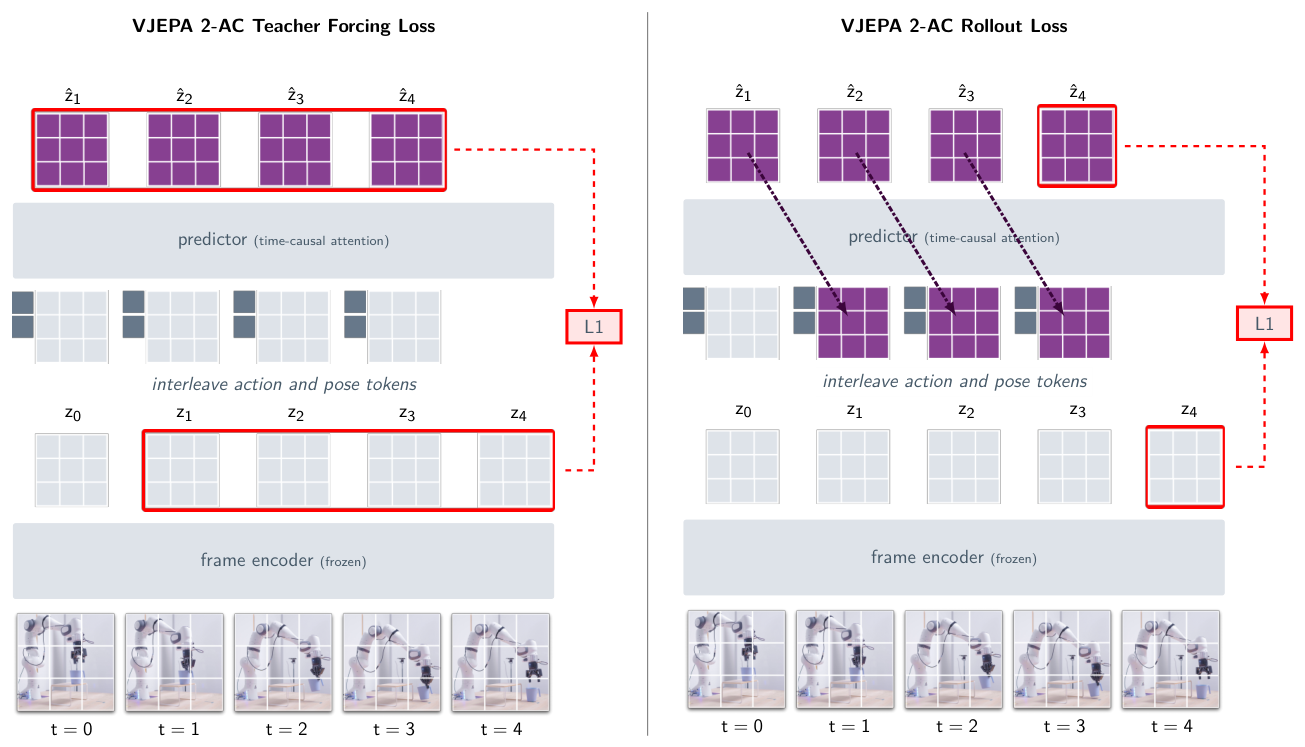 VJEPA 2-AC Teacher Forcing Loss
ẑ1 ẑ2 ẑ3 ẑ4
predictor (time-causal attention)
L1
interleave action and pose tokens
z0 z1 z2 z3 z4
frame encoder (frozen)
t = 0 t = 1 t = 2 t = 3 t = 4
VJEPA 2-AC Rollout Loss
ẑ1 ẑ2 ẑ3 ẑ4
predictor (time-causal attention)
L1
interleave action and pose tokens
z0 z1 z2 z3 z4
frame encoder (frozen)
t = 0 t = 1 t = 2 t = 3 t = 4